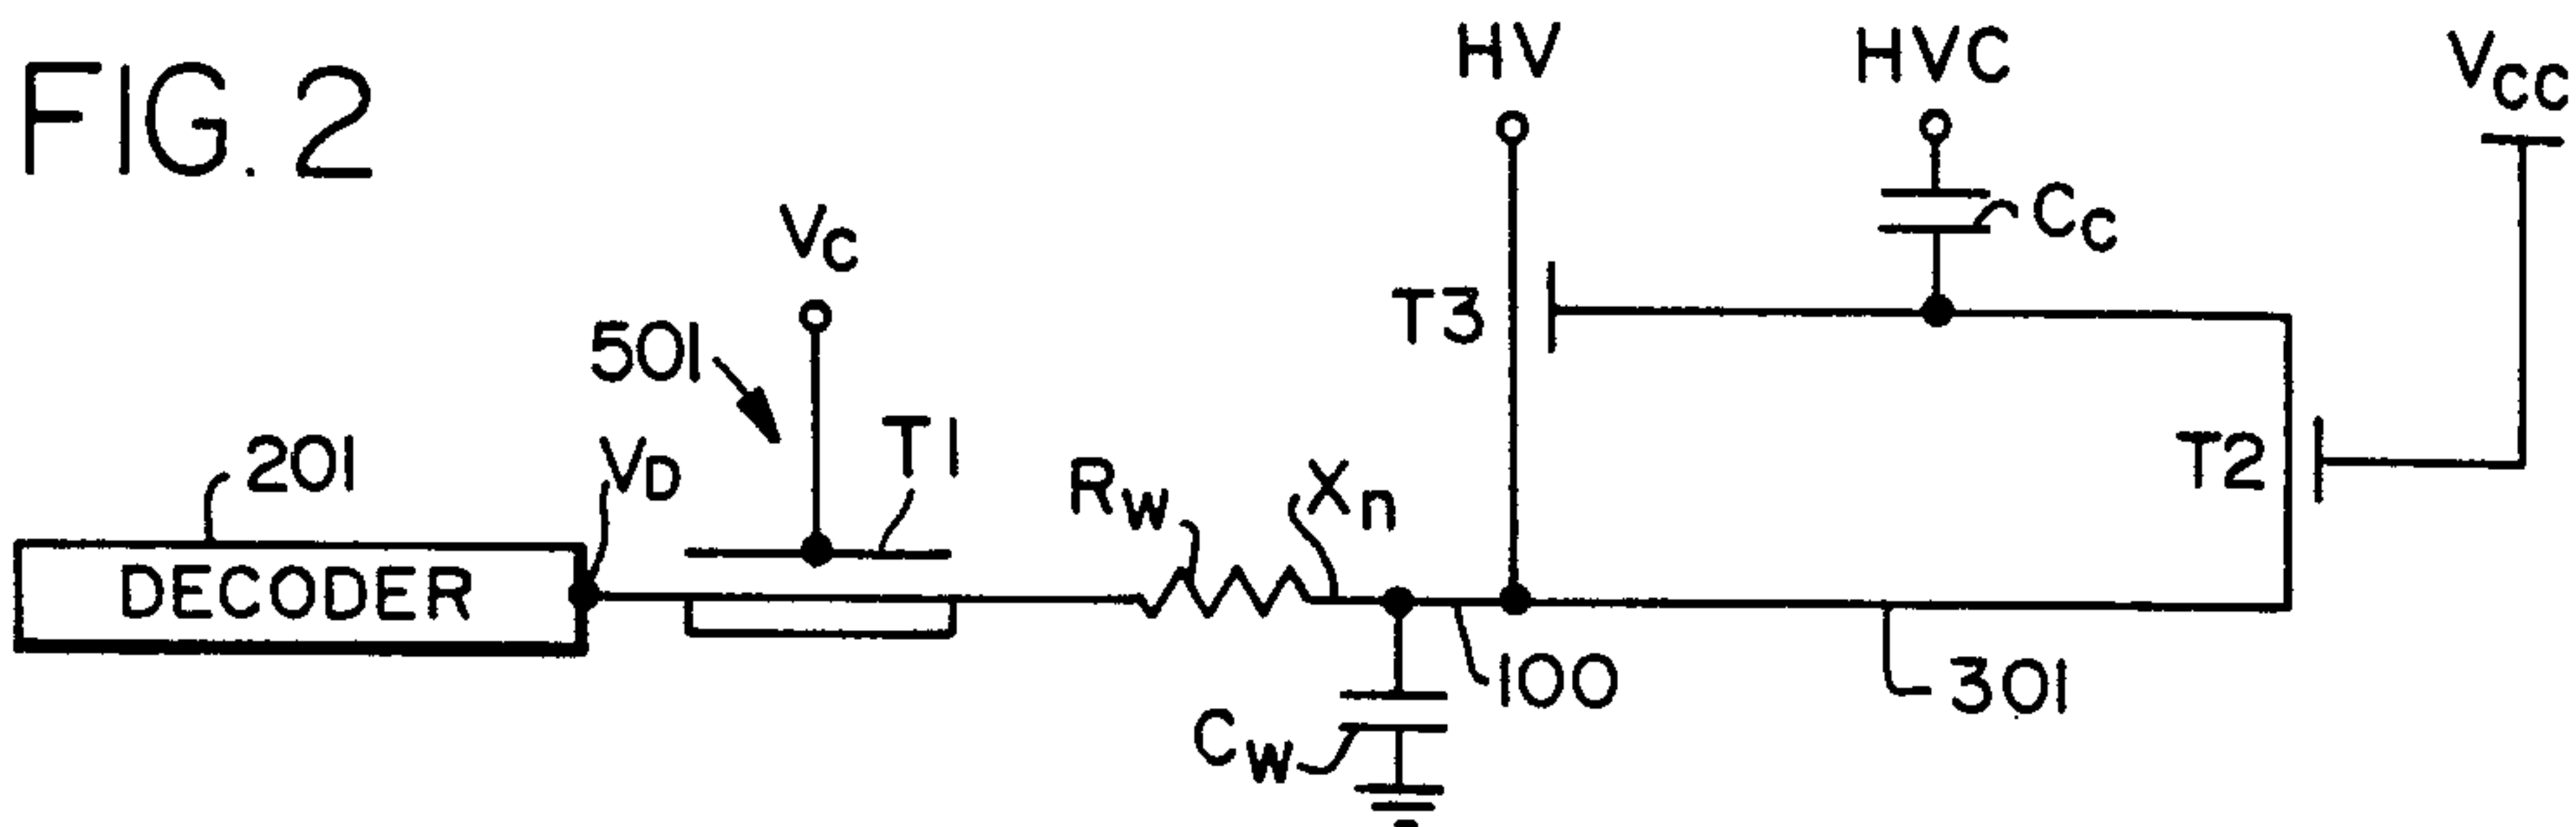 FIG. 2
HV
HVC
VCC
VC
CC
T3
501
T1
201
VD
RW
Xn
T2
DECODER
100
301
CW